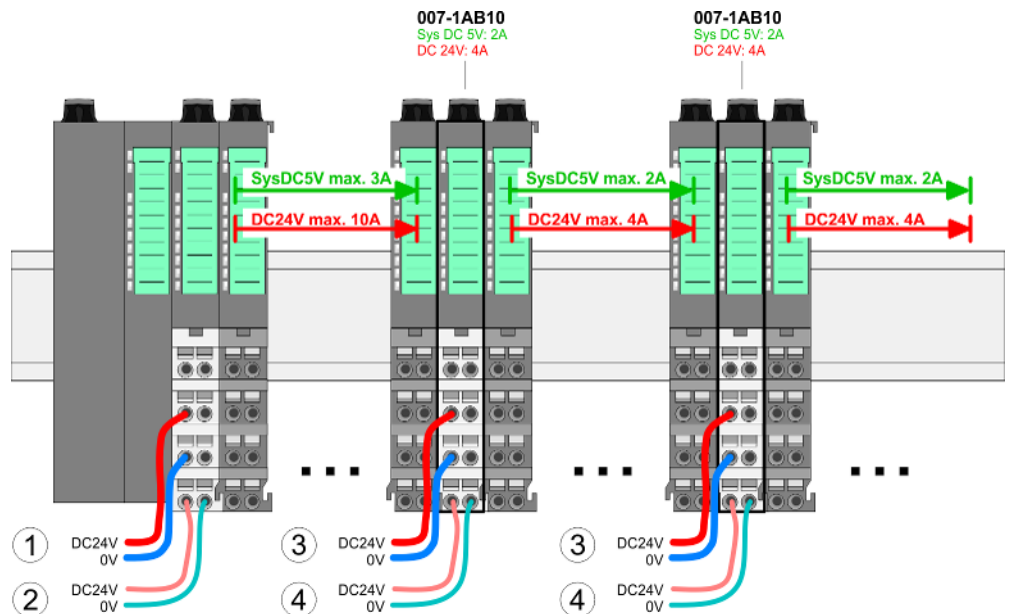 007-1AB10
Sys DC 5V: 2A
DC 24V: 4A
007-1AB10
Sys DC 5V: 2A
DC 24V: 4A
SysDC5V max. 3A
SysDC5V max. 2A
SysDC5V max. 2A
DC24V max. 10A
DC24V max. 4A
DC24V max. 4A
1 DC24V
0V
2 DC24V
0V
3 DC24V
0V
4 DC24V
0V
3 DC24V
0V
4 DC24V
0V